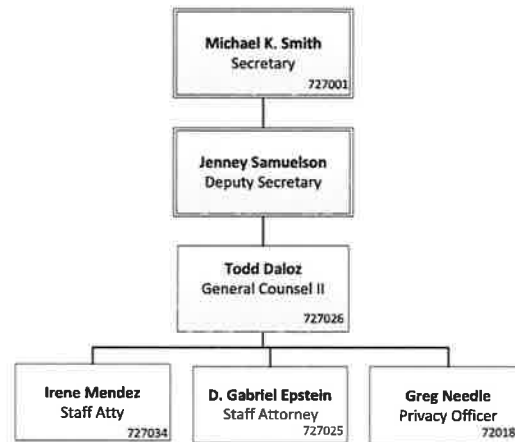 Michael K. Smith
Secretary
727001
Jenney Samuelson
Deputy Secretary
Todd Daloz
General Counsel II
727026
Irene Mendez
Staff Atty
727034
D. Gabriel Epstein
Staff Attorney
727025
Greg Needle
Privacy Officer
72018